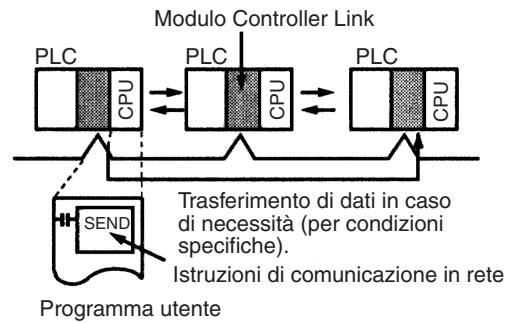 Modulo Controller Link
PLC
PLC
PLC
CPU
CPU
CPU
SEND
Trasferimento di dati in caso
di necessità (per condizioni
specifiche).
Istruzioni di comunicazione in rete
Programma utente